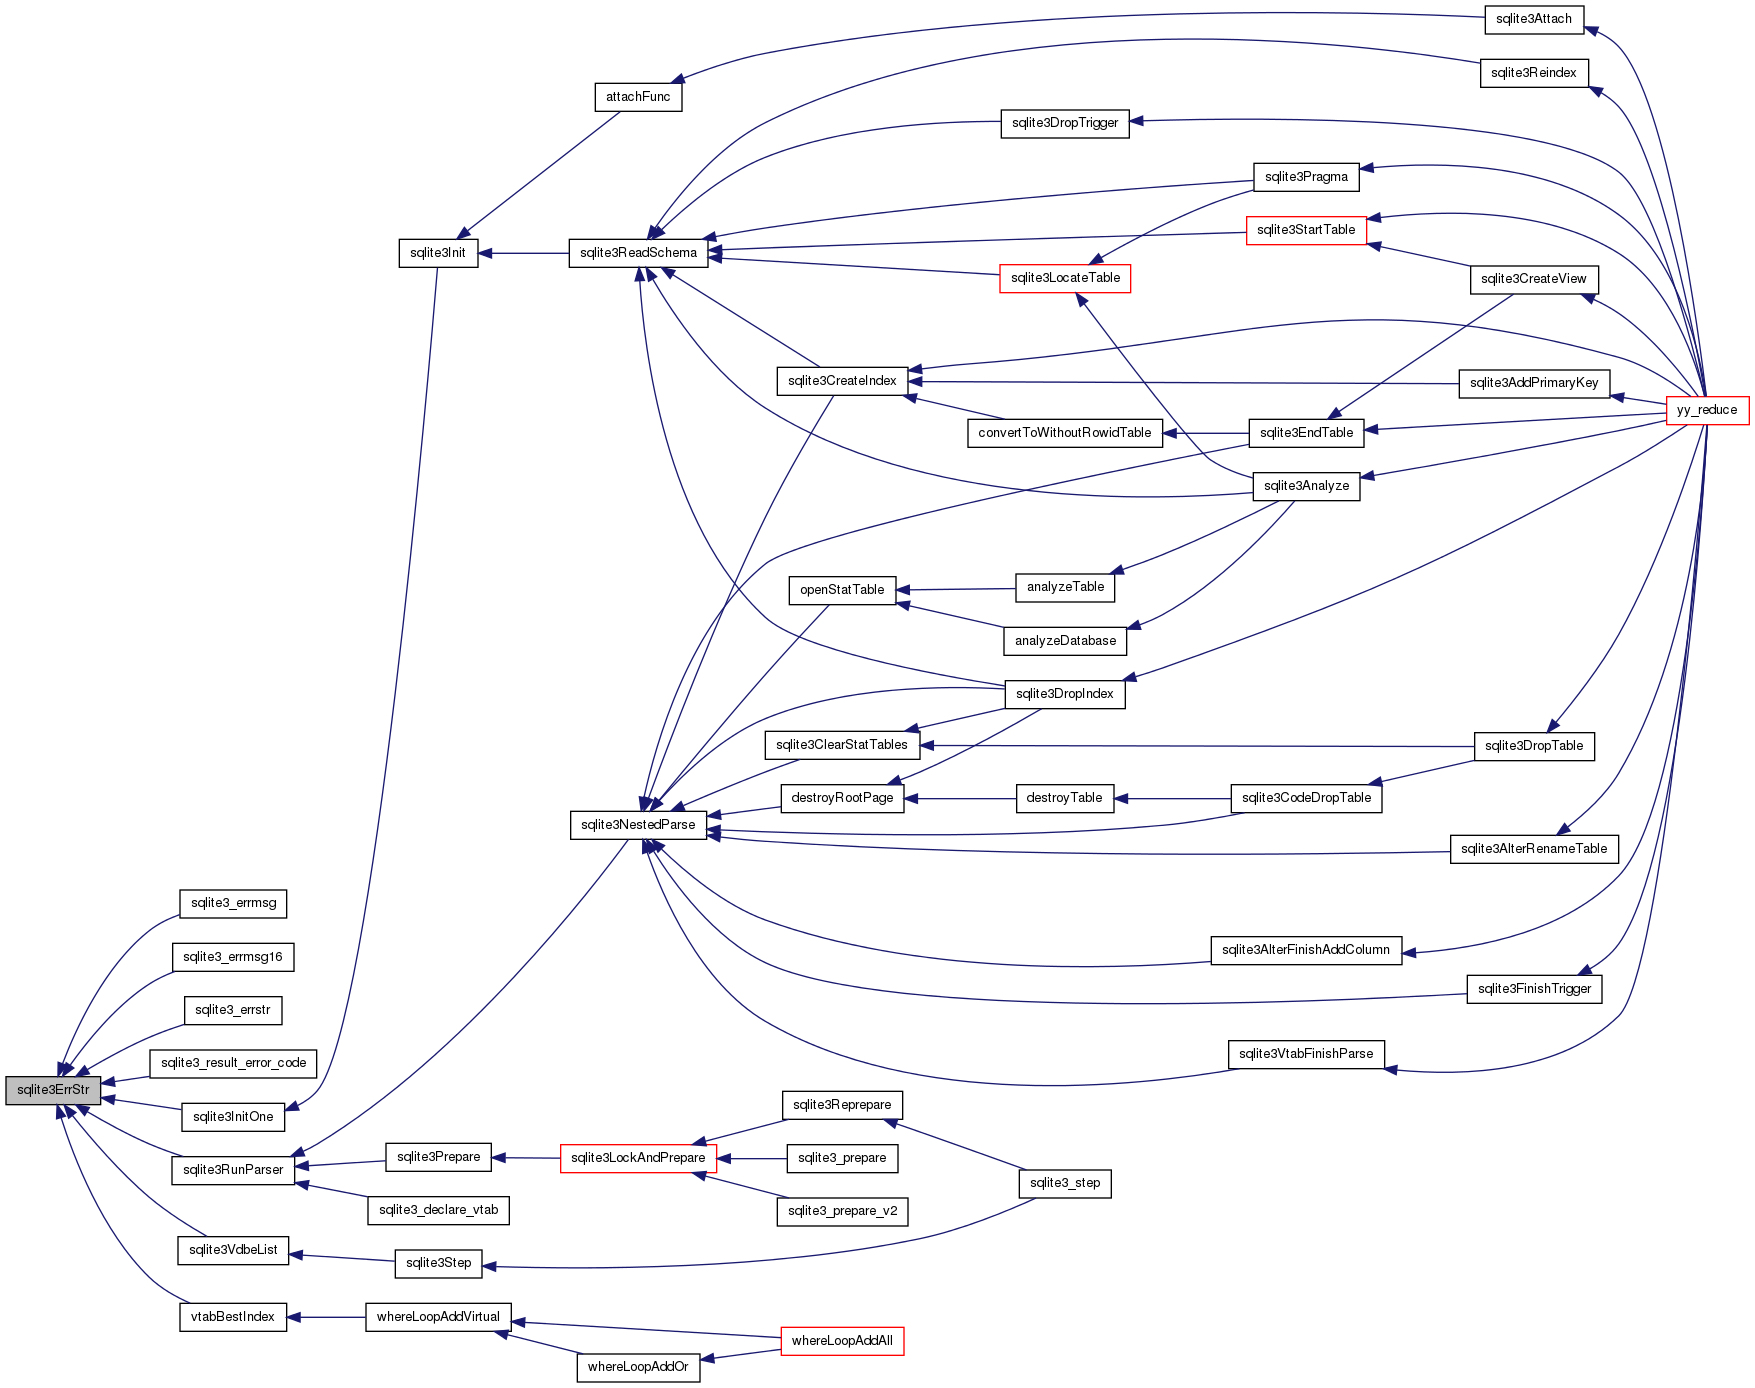 sqlite3Attach
sqlite3Reindex
attachFunc
sqlite3DropTrigger
sqlite3Pragma
sqlite3StartTable
sqlite3Init
sqlite3ReadSchema
sqlite3LocateTable
sqlite3CreateView
sqlite3CreateIndex
sqlite3AddPrimaryKey
yy_reduce
convertToWithoutRowidTable
sqlite3EndTable
sqlite3Analyze
openStatTable
analyzeTable
analyzeDatabase
sqlite3DropIndex
sqlite3ClearStatTables
sqlite3DropTable
destroyRootPage
destroyTable
sqlite3CodeDropTable
sqlite3NestedParse
sqlite3AlterRenameTable
sqlite3_errmsg
sqlite3_errmsg16
sqlite3AlterFinishAddColumn
sqlite3FinishTrigger
sqlite3_errstr
sqlite3_result_error_code
sqlite3VtabFinishParse
sqlite3ErrStr
sqlite3InitOne
sqlite3Reprepare
sqlite3RunParser
sqlite3Prepare
sqlite3LockAndPrepare
sqlite3_prepare
sqlite3_step
sqlite3_declare_vtab
sqlite3_prepare_v2
sqlite3VdbeList
sqlite3Step
vtabBestIndex
whereLoopAddVirtual
whereLoopAddAll
whereLoopAddOr